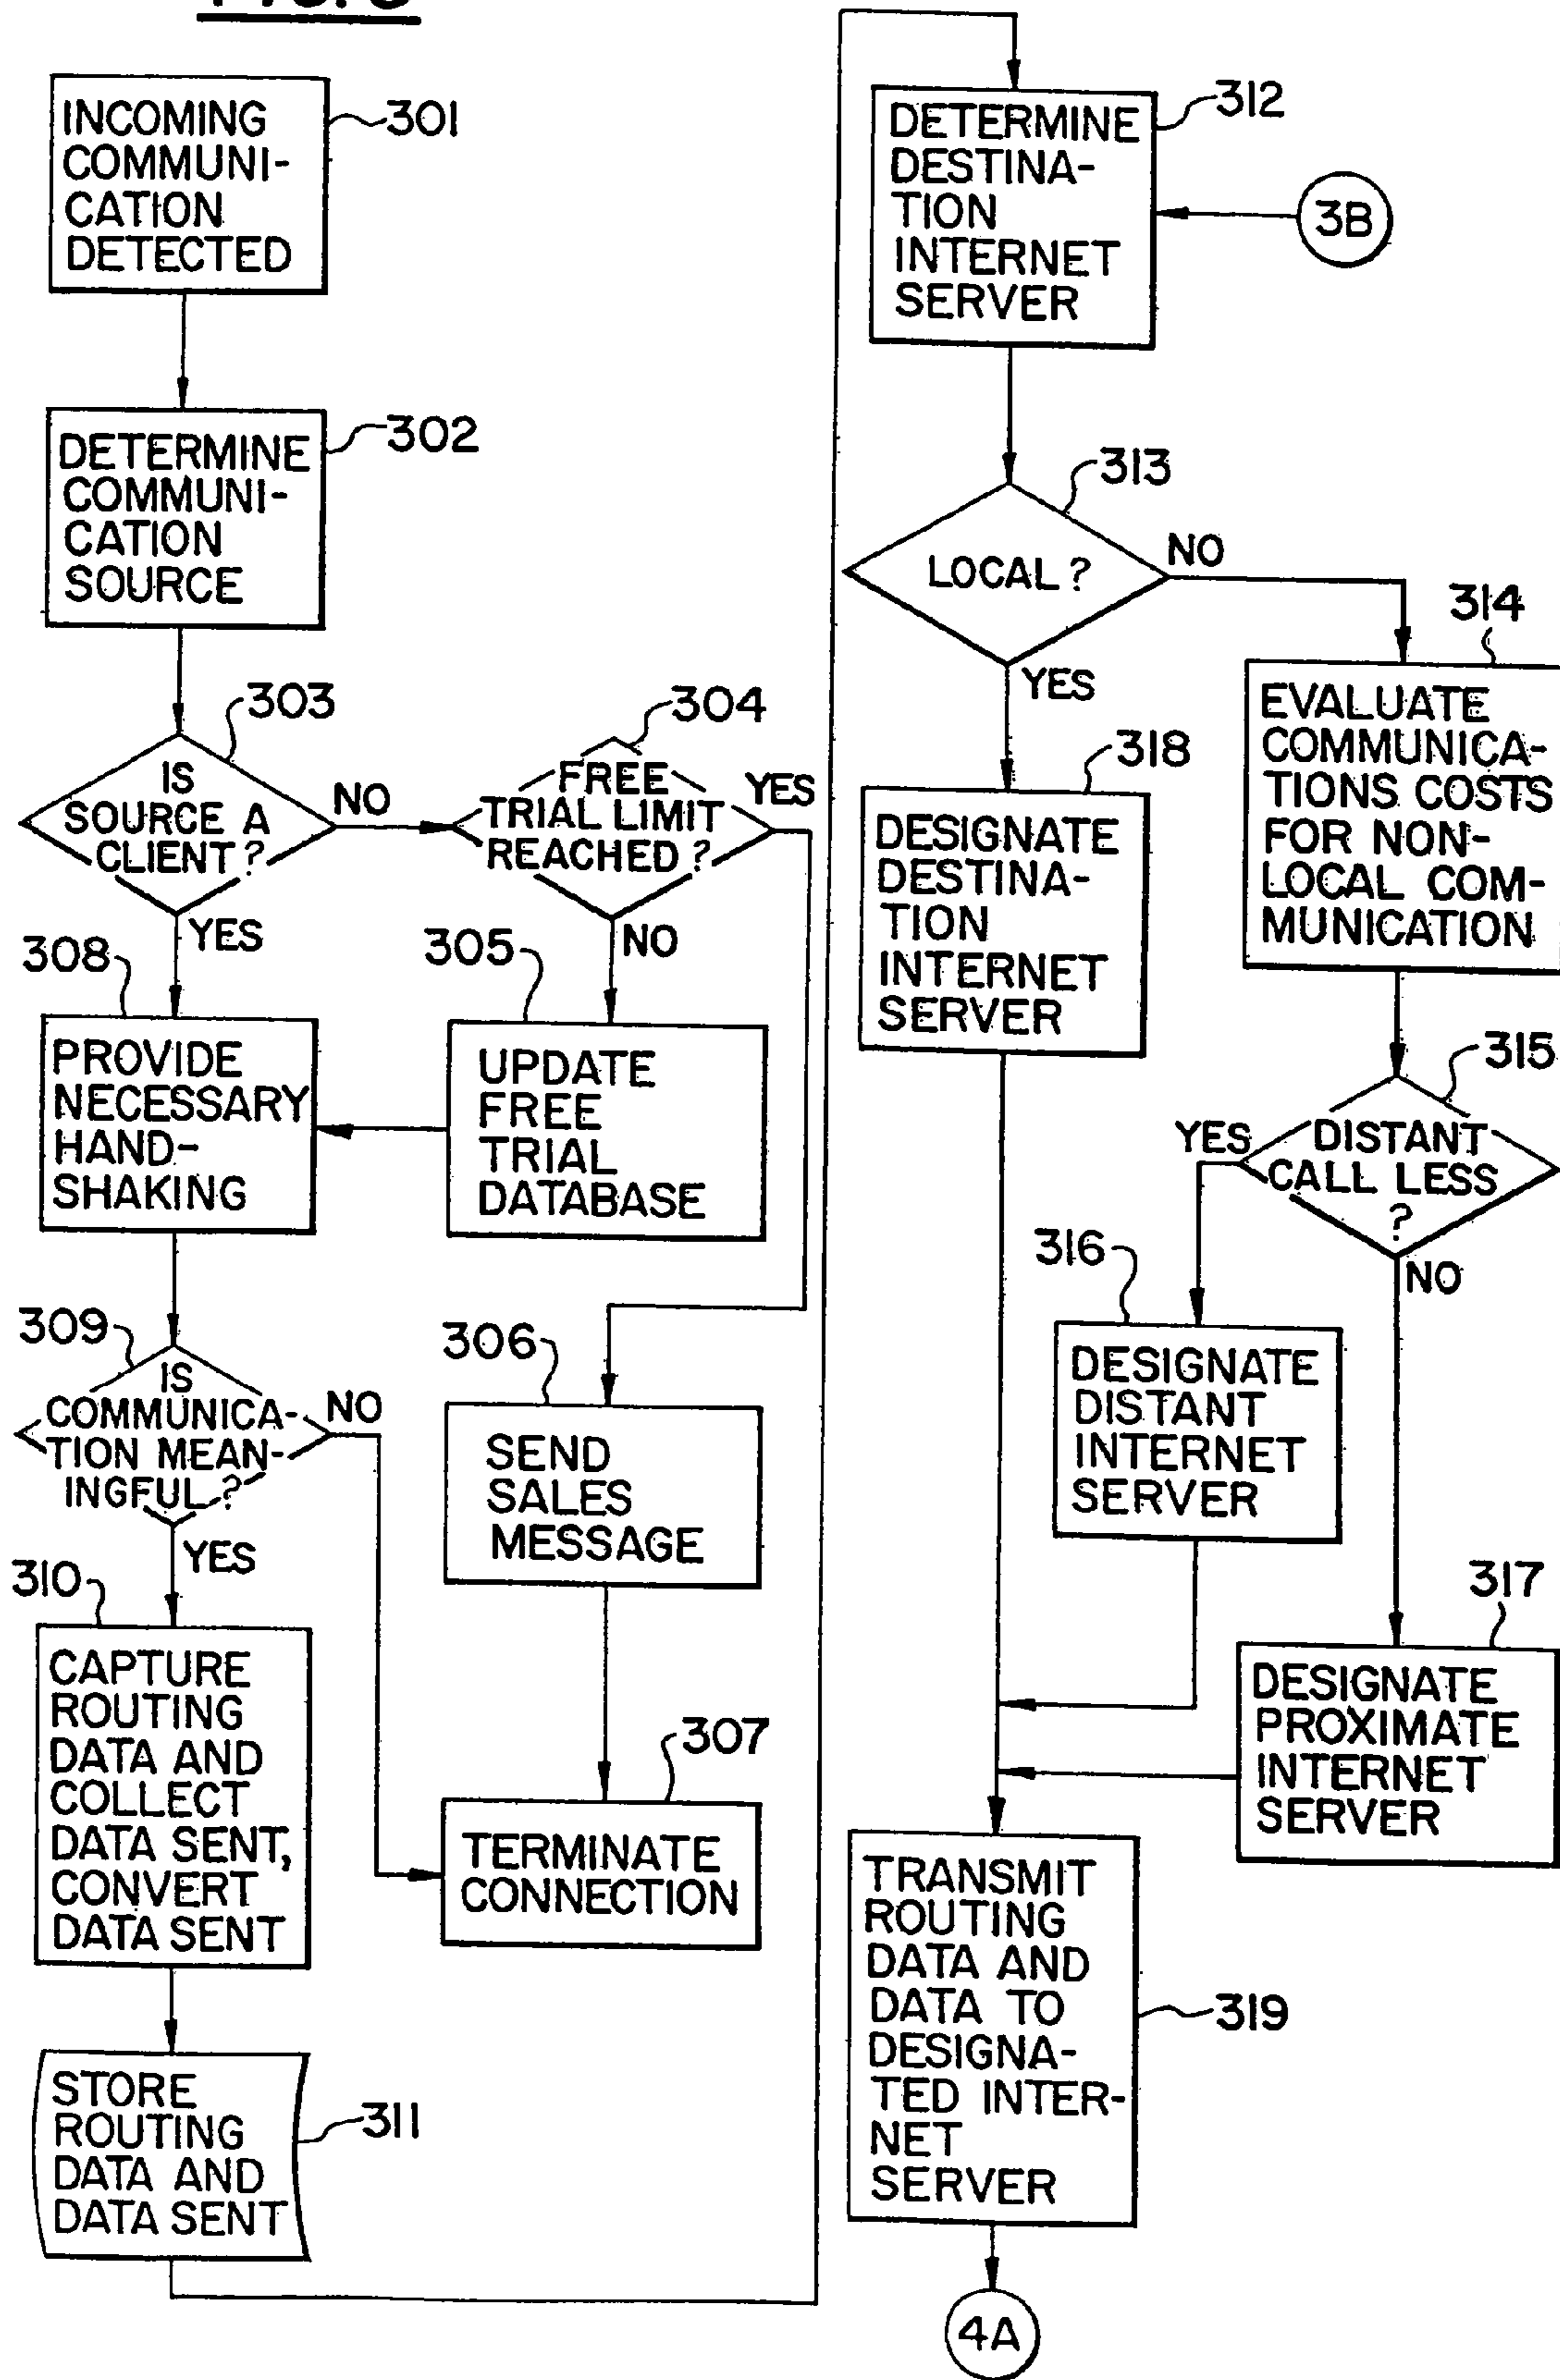 INCOMING
COMMUNI-
CATION
DETECTED
301
DETERMINE
COMMUNI-
CATION
SOURCE
302
IS
SOURCE A
CLIENT?
303
NO
YES
FREE
TRIAL LIMIT
REACHED?
304
YES
NO
308
PROVIDE
NECESSARY
HAND-
SHAKING
305
UPDATE
FREE
TRIAL
DATABASE
309
IS
COMMUNICA-
TION MEAN-
INGFUL?
NO
YES
306
SEND
SALES
MESSAGE
310
CAPTURE
ROUTING
DATA AND
COLLECT
DATA SENT,
CONVERT
DATA SENT
307
TERMINATE
CONNECTION
STORE
ROUTING
DATA AND
DATA SENT
311
DETERMINE
DESTINA-
TION
INTERNET
SERVER
312
3B
313
LOCAL?
NO
YES
314
EVALUATE
COMMUNICA-
TIONS COSTS
FOR NON-
LOCAL COM-
MUNICATION
318
DESIGNATE
DESTINA-
TION
INTERNET
SERVER
315
YES
DISTANT
CALL LESS
?
NO
316
DESIGNATE
DISTANT
INTERNET
SERVER
317
DESIGNATE
PROXIMATE
INTERNET
SERVER
TRANSMIT
ROUTING
DATA AND
DATA TO
DESIGNA-
TED INTER-
NET
SERVER
319
4A